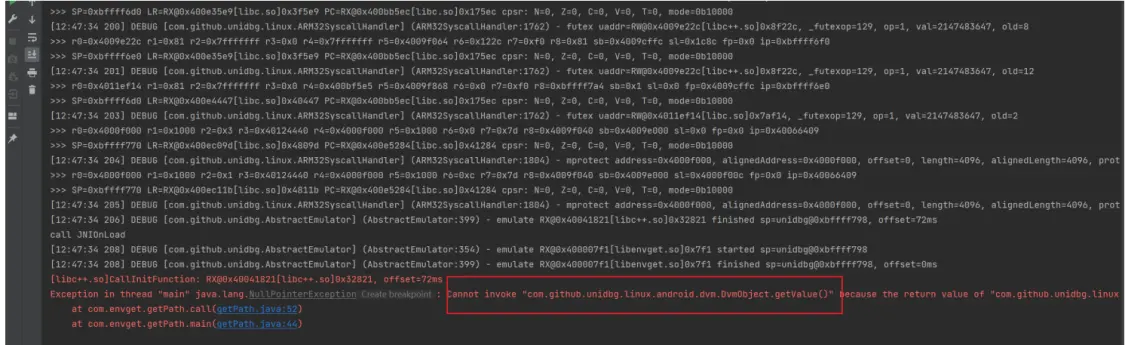 >>> SP=0xbffff6d0 LR=RX@0x400e35e9[libc.so]0x3f5e9 PC=RX@0x400bb5ec[libc.so]0x175ec cpsr: N=0, Z=0, C=0, V=0, T=0, mode=0b10000
[12:47:34 200] DEBUG [com.github.unidbg.linux.ARM32SyscallHandler] (ARM32SyscallHandler:1762) - futex uaddr=RW@0x4009e22c[libc++.so]0x8f22c, _futexop=129, op=1, val=2147483647, old=8
>>> r0=0x4009e22c r1=0x81 r2=0x7fffffff r3=0x0 r4=0x7fffffff r5=0x4009f064 r6=0x122c r7=0xf0 r8=0x81 sb=0x4009cffc sl=0x1c8c fp=0x0 ip=0xbffff6f0
>>> SP=0xbffff6e0 LR=RX@0x400e35e9[libc.so]0x3f5e9 PC=RX@0x400bb5ec[libc.so]0x175ec cpsr: N=0, Z=0, C=0, V=0, T=0, mode=0b10000
[12:47:34 201] DEBUG [com.github.unidbg.linux.ARM32SyscallHandler] (ARM32SyscallHandler:1762) - futex uaddr=RW@0x4009e22c[libc++.so]0x8f22c, _futexop=129, op=1, val=2147483647, old=12
>>> r0=0x4011ef14 r1=0x81 r2=0x7fffffff r3=0x0 r4=0x400bf5e5 r5=0x4009f868 r6=0x0 r7=0xf0 r8=0xbffff7a4 sb=0x1 sl=0x0 fp=0x4009cffc ip=0xbffff6e0
>>> SP=0xbffff6d0 LR=RX@0x400e4447[libc.so]0x40447 PC=RX@0x400bb5ec[libc.so]0x175ec cpsr: N=0, Z=0, C=0, V=0, T=0, mode=0b10000
[12:47:34 203] DEBUG [com.github.unidbg.linux.ARM32SyscallHandler] (ARM32SyscallHandler:1762) - futex uaddr=RW@0x4011ef14[libc.so]0x7af14, _futexop=129, op=1, val=2147483647, old=2
>>> r0=0x4000f000 r1=0x1000 r2=0x3 r3=0x40124440 r4=0x4000f000 r5=0x1000 r6=0x0 r7=0x7d r8=0x4009f040 sb=0x4009e000 sl=0x0 fp=0x0 ip=0x40066409
>>> SP=0xbffff770 LR=RX@0x400ec09d[libc.so]0x4809d PC=RX@0x400e5284[libc.so]0x41284 cpsr: N=0, Z=0, C=0, V=0, T=0, mode=0b10000
[12:47:34 204] DEBUG [com.github.unidbg.linux.ARM32SyscallHandler] (ARM32SyscallHandler:1804) - mprotect address=0x4000f000, alignedAddress=0x4000f000, offset=0, length=4096, alignedLength=4096, prot
>>> r0=0x4000f000 r1=0x1000 r2=0x1 r3=0x40124440 r4=0x4000f000 r5=0x1000 r6=0xc r7=0x7d r8=0x4009f040 sb=0x4009e000 sl=0x4000f00c fp=0x0 ip=0x40066409
>>> SP=0xbffff770 LR=RX@0x400ec11b[libc.so]0x4811b PC=RX@0x400e5284[libc.so]0x41284 cpsr: N=0, Z=0, C=0, V=0, T=0, mode=0b10000
[12:47:34 205] DEBUG [com.github.unidbg.linux.ARM32SyscallHandler] (ARM32SyscallHandler:1804) - mprotect address=0x4000f000, alignedAddress=0x4000f000, offset=0, length=4096, alignedLength=4096, prot
[12:47:34 206] DEBUG [com.github.unidbg.AbstractEmulator] (AbstractEmulator:399) - emulate RX@0x40041821[libc++.so]0x32821 finished sp=unidbg@0xbffff798, offset=72ms
call JNIOnLoad
[12:47:34 208] DEBUG [com.github.unidbg.AbstractEmulator] (AbstractEmulator:354) - emulate RX@0x400007f1[libenvget.so]0x7f1 started sp=unidbg@0xbffff798
[12:47:34 208] DEBUG [com.github.unidbg.AbstractEmulator] (AbstractEmulator:399) - emulate RX@0x400007f1[libenvget.so]0x7f1 finished sp=unidbg@0xbffff798, offset=0ms
[libc++.so]CallInitFunction: RX@0x40041821[libc++.so]0x32821, offset=72ms
Exception in thread "main" java.lang.NullPointerException Create breakpoint : Cannot invoke "com.github.unidbg.linux.android.dvm.DvmObject.getValue()" because the return value of "com.github.unidbg.linux
at com.envget.getPath.call(getPath.java:52)
at com.envget.getPath.main(getPath.java:44)